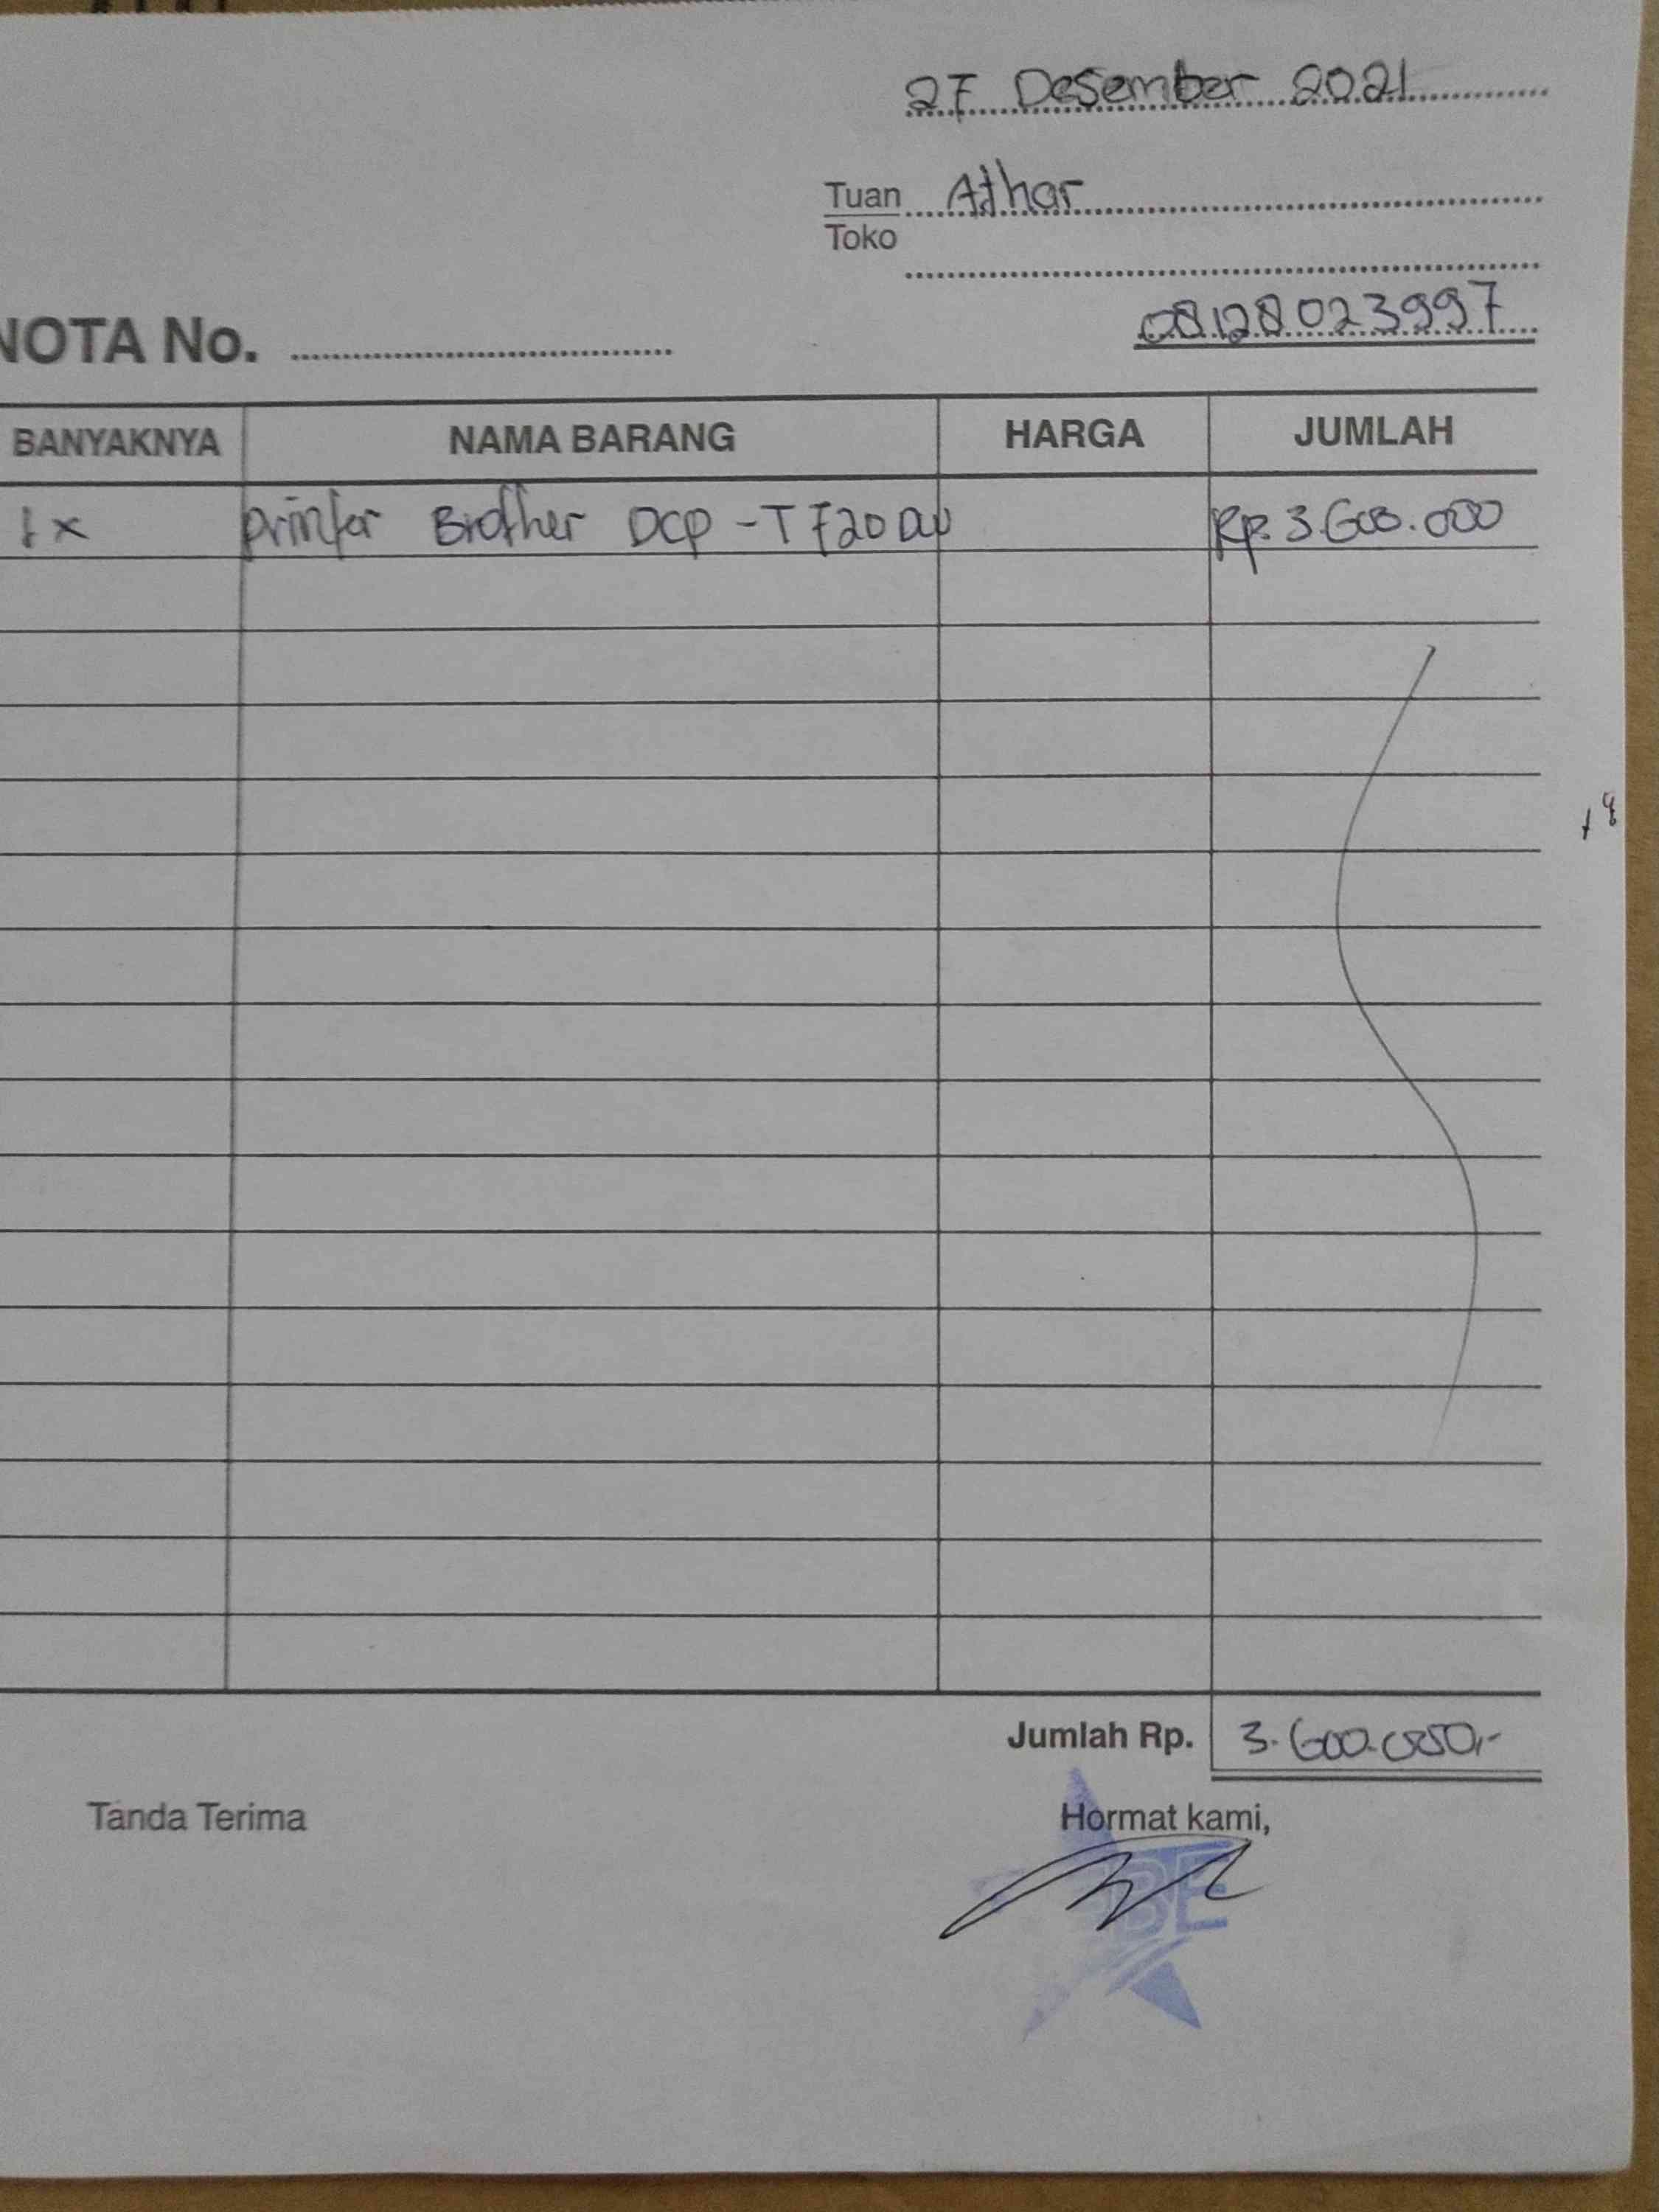 27 Desember 2021
Tuan Athar
Toko
08128023997
NOTA No.
BANYAKNYA NAMA BARANG HARGA JUMLAH
1x printer Brother DCP-T720DW Rp. 3.600.000
Jumlah Rp. 3.600.000,-
Tanda Terima Hormat kami,
BE